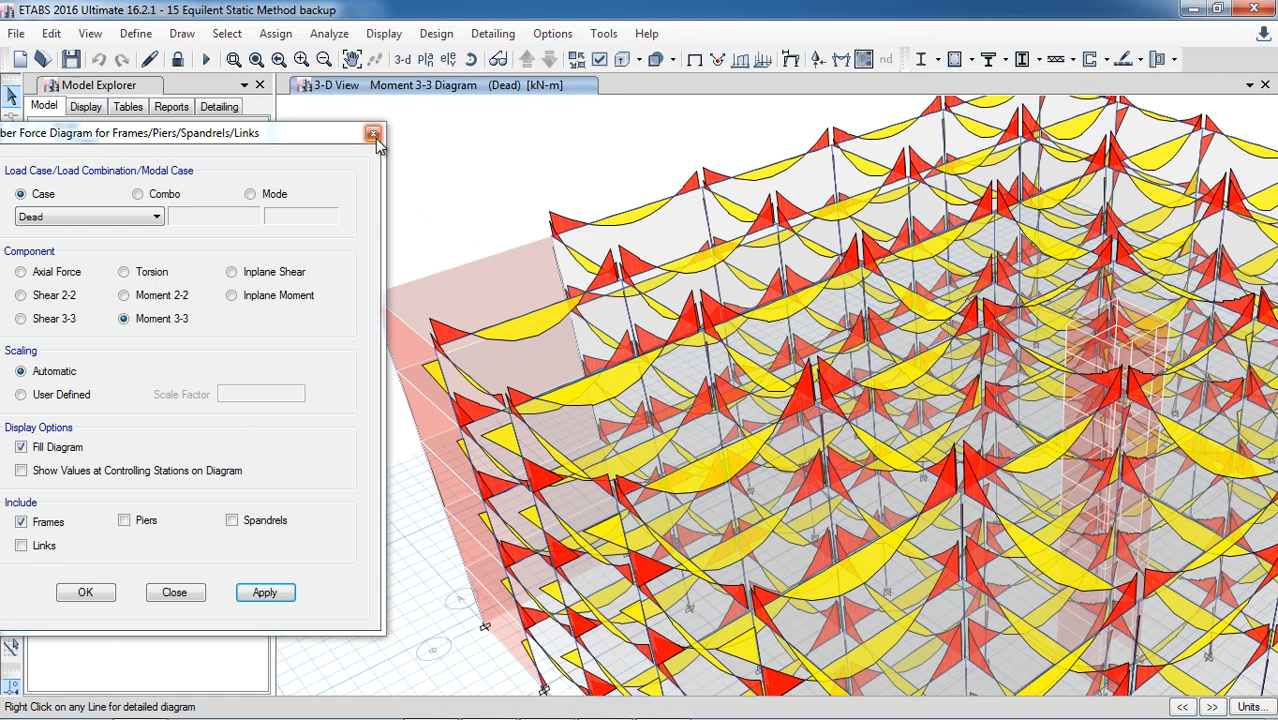 ETABS 2016 Ultimate 16.2.1 - 15 Equilent Static Method backup
File Edit View Define Draw Select Assign Analyze Display Design Detailing Options Tools Help
3-d plà elè nd
Model Explorer
3-D View Moment 3-3 Diagram (Dead) [kN-m]
Model Display Tables Reports Detailing
ber Force Diagram for Frames/Piers/Spandrels/Links
Load Case/Load Combination/Modal Case
Case Combo Mode
Dead
Component
Axial Force Torsion Inplane Shear
Shear 2-2 Moment 2-2 Inplane Moment
Shear 3-3 Moment 3-3
Scaling
Automatic
User Defined Scale Factor
Display Options
Fill Diagram
Show Values at Controlling Stations on Diagram
Include
Frames Piers Spandrels
Links
OK Close Apply
Right Click on any Line for detailed diagram
<< >> Units...